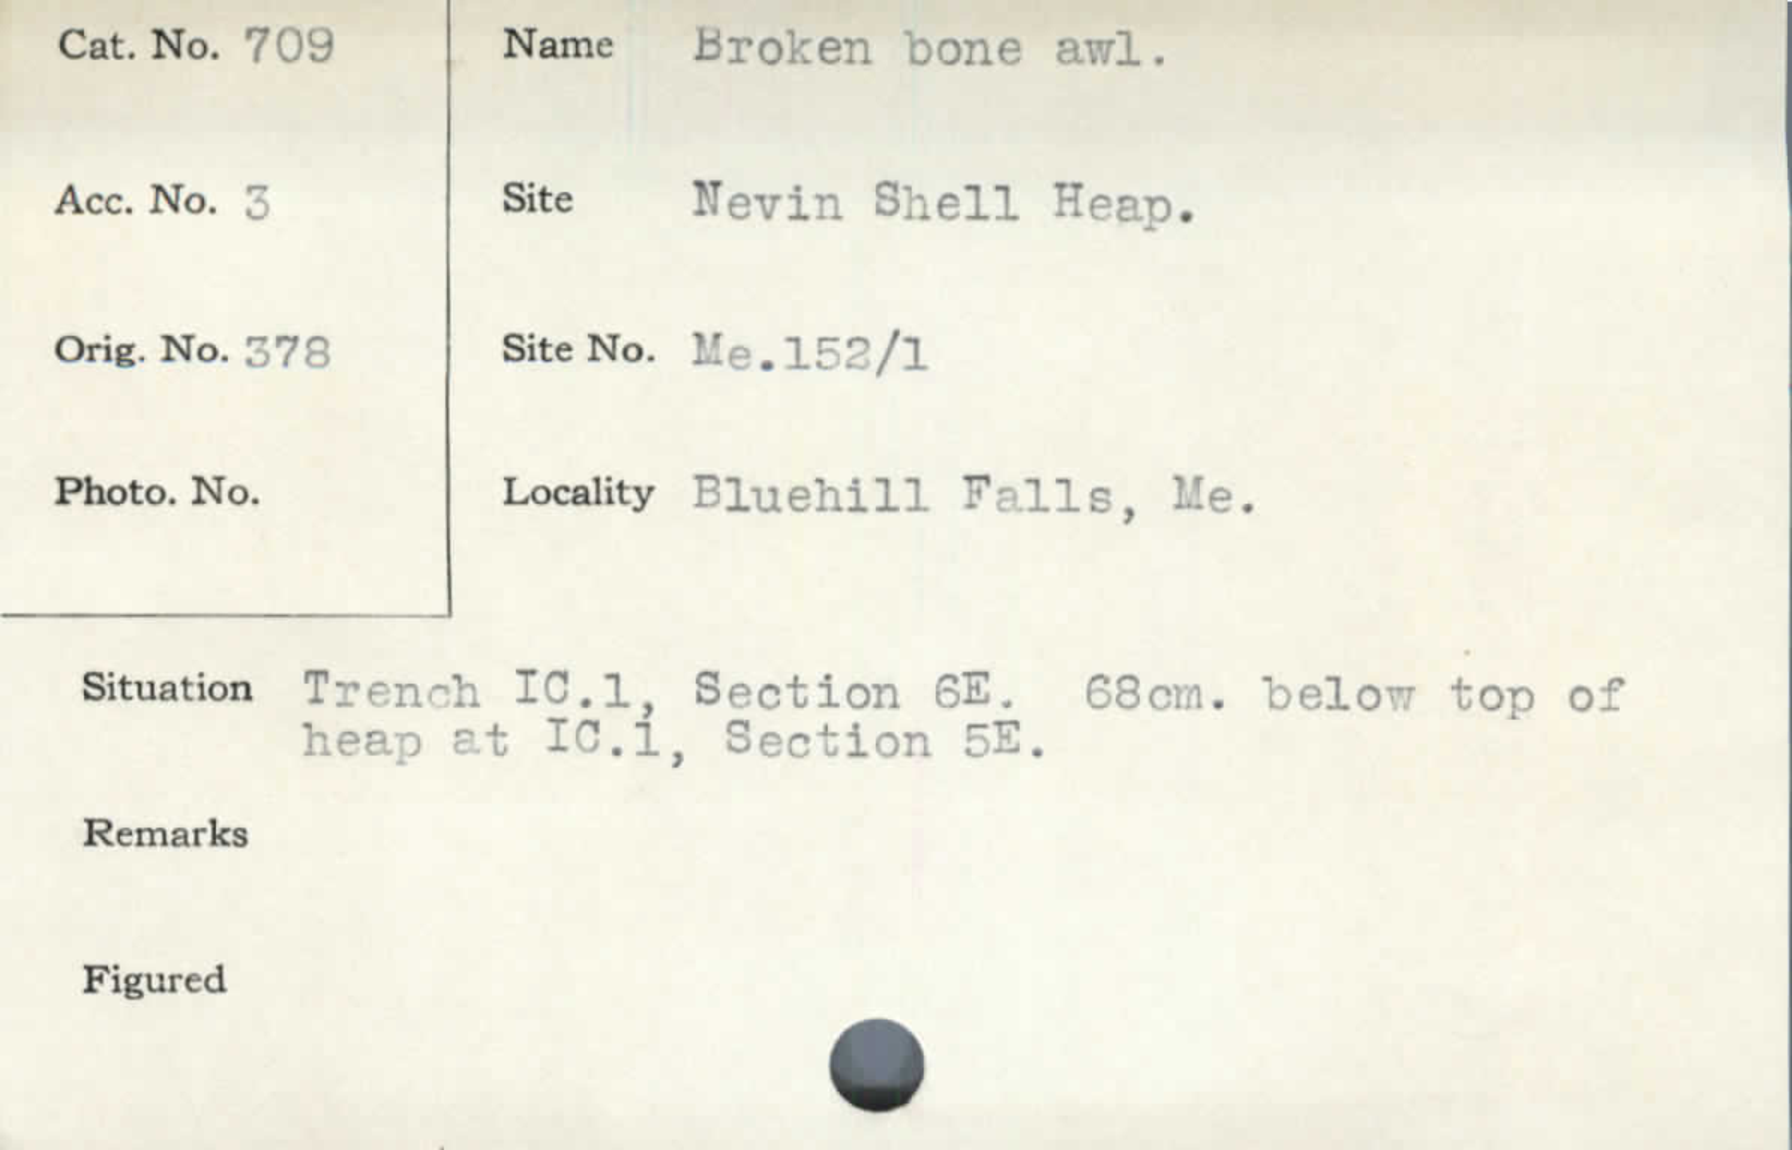 Cat. No. 709
Name Broken bone awl.
Acc. No. 3
Site Nevin Shell Heap.
Orig. No. 378
Site No. Me.152/1
Photo. No.
Locality Bluehill Falls, Me.
Situation Trench IC.1, Section 6E. 68cm. below top of
heap at IC.1, Section 5E.
Remarks
Figured